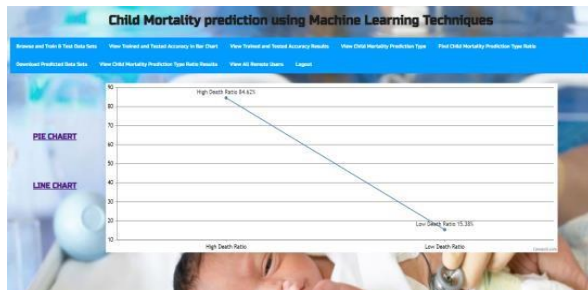 Child Mortality prediction using Machine Learning Techniques
Browse and Train & Test Data Sets View Trained and Tested Accuracy in Bar Chart View Trained and Tested Accuracy Results View Child Mortality Prediction Type Find Child Mortality Prediction Type Ratio
Download Predicted Data Sets View Child Mortality Prediction Type Ratio Results View All Remote Users Logout
PIE CHAERT
LINE CHART
90
High Death Ratio 84.62%
80
70
60
50
40
30
20
Low Death Ratio 15.38%
10
High Death Ratio Low Death Ratio